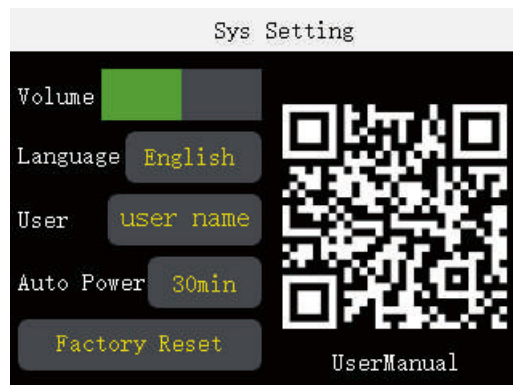 Sys Setting
Volume
Language English
User user name
Auto Power 30min
Factory Reset
UserManual